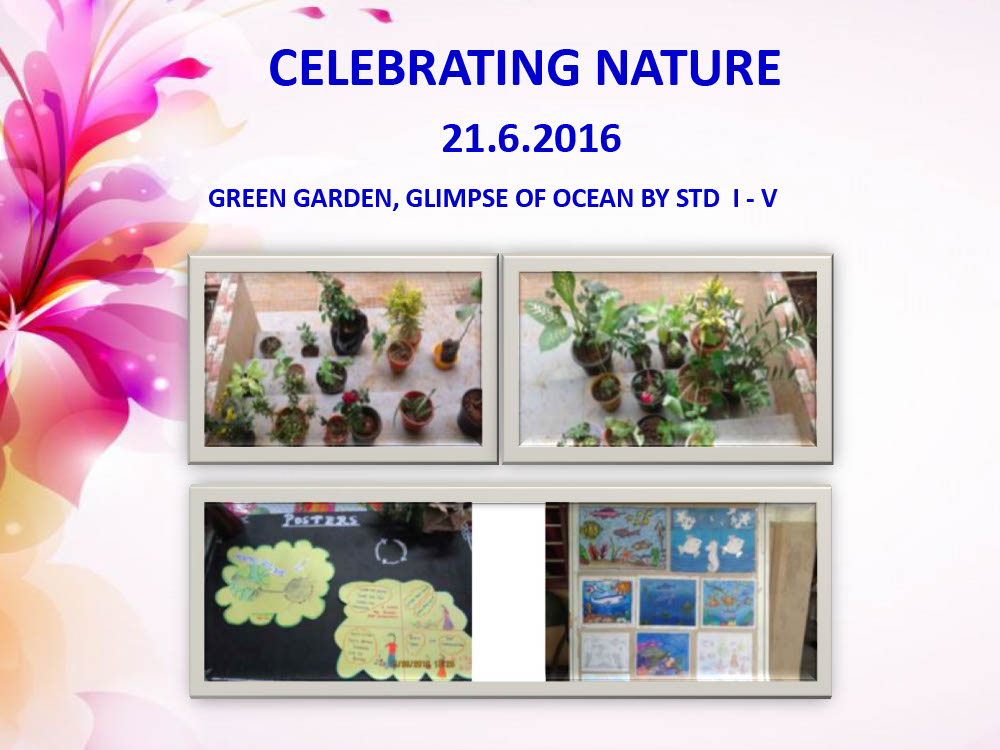 CELEBRATING NATURE
21.6.2016
GREEN GARDEN, GLIMPSE OF OCEAN BY STD I - V
POSTERS